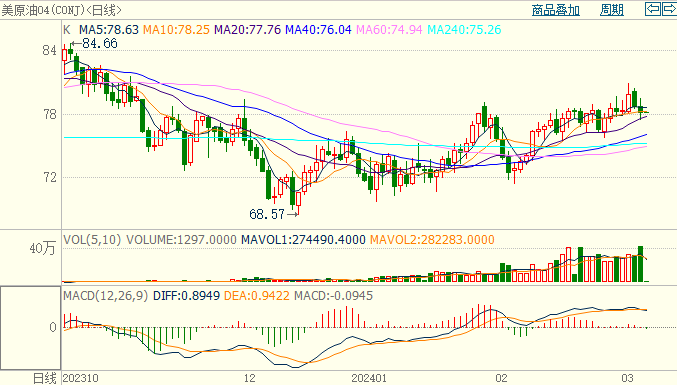 美原油04(CONJ)<日线> 商品叠加 周期
K MA5:78.63 MA10:78.25 MA20:77.76 MA40:76.04 MA60:74.94 MA240:75.26
84.66
84
78
72
68.57
VOL(5,10) VOLUME:1297.0000 MAVOL1:274490.4000 MAVOL2:282283.0000
40万
MACD(12,26,9) DIFF:0.8949 DEA:0.9422 MACD:-0.0945
0
日线 202310 12 202401 02 03